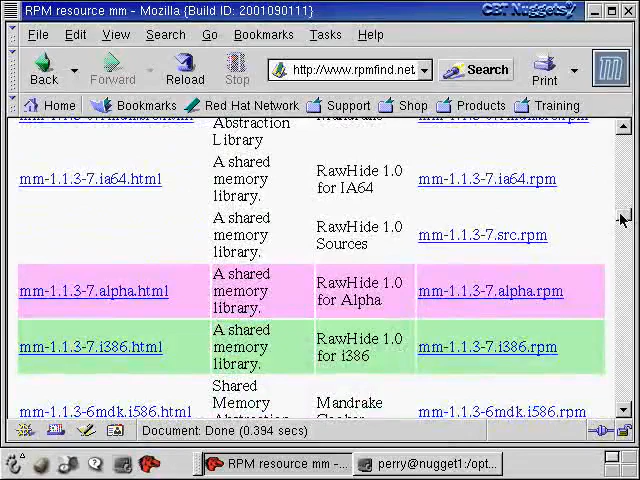 RPM resource mm - Mozilla {Build ID: 2001090111}
CBT Nuggets
File Edit View Search Go Bookmarks Tasks Help
Back Forward Reload Stop http://www.rpmfind.net. Search Print
Home Bookmarks Red Hat Network Support Shop Products Training
Abstraction
Library
mm-1.1.3-7.ia64.html
A shared
memory
library.
RawHide 1.0
for IA64
mm-1.1.3-7.ia64.rpm
A shared
memory
library.
RawHide 1.0
Sources
mm-1.1.3-7.src.rpm
mm-1.1.3-7.alpha.html
A shared
memory
library.
RawHide 1.0
for Alpha
mm-1.1.3-7.alpha.rpm
mm-1.1.3-7.i386.html
A shared
memory
library.
RawHide 1.0
for i386
mm-1.1.3-7.i386.rpm
mm-1.1.3-6mdk.i586.html
Shared
Memory
Abstraction
Mandrake
Cooker
mm-1.1.3-6mdk.i586.rpm
Document: Done (0.394 secs)
RPM resource mm - Mozilla -...
perry@nugget1:/opt...